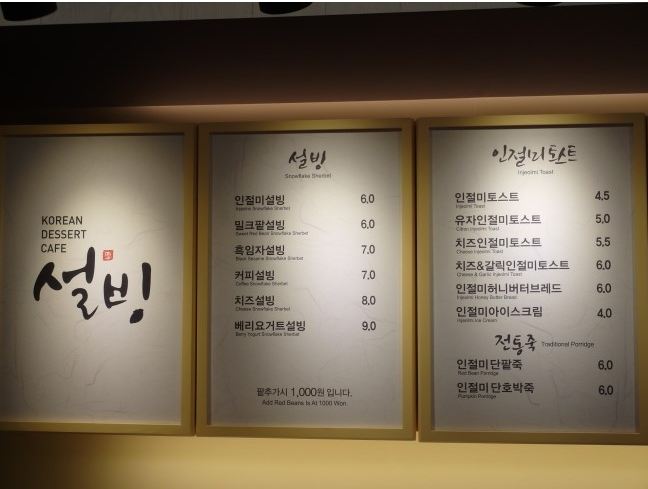 KOREAN
DESSERT
CAFE
설빙
설빙
Snowflake Sherbet
인절미설빙 6.0
Injeolmi Snowflake Sherbet
밀크팥설빙 6.0
Sweet Red Bean Snowflake Sherbet
흑임자설빙 7.0
Black Sesame Snowflake Sherbet
커피설빙 7.0
Coffee Snowflake Sherbet
치즈설빙 8.0
Cheese Snowflake Sherbet
베리요거트설빙 9.0
Berry Yogurt Snowflake Sherbet
팥추가시 1,000원 입니다.
Add Red Beans Is At 1000 Won.
인절미토스트
Injeolmi Toast
인절미토스트 4.5
Injeolmi Toast
유자인절미토스트 5.0
Citron Injeolmi Toast
치즈인절미토스트 5.5
Cheese Injeolmi Toast
치즈&갈릭인절미토스트 6.0
Cheese & Garlic Injeolmi Toast
인절미허니버터브레드 6.0
Injeolmi Honey Butter Bread
인절미아이스크림 4.0
Injeolmi Ice Cream
전통죽 Traditional Porridge
인절미 단팥죽 6.0
Red Bean Porridge
인절미 단호박죽 6.0
Pumpkin Porridge